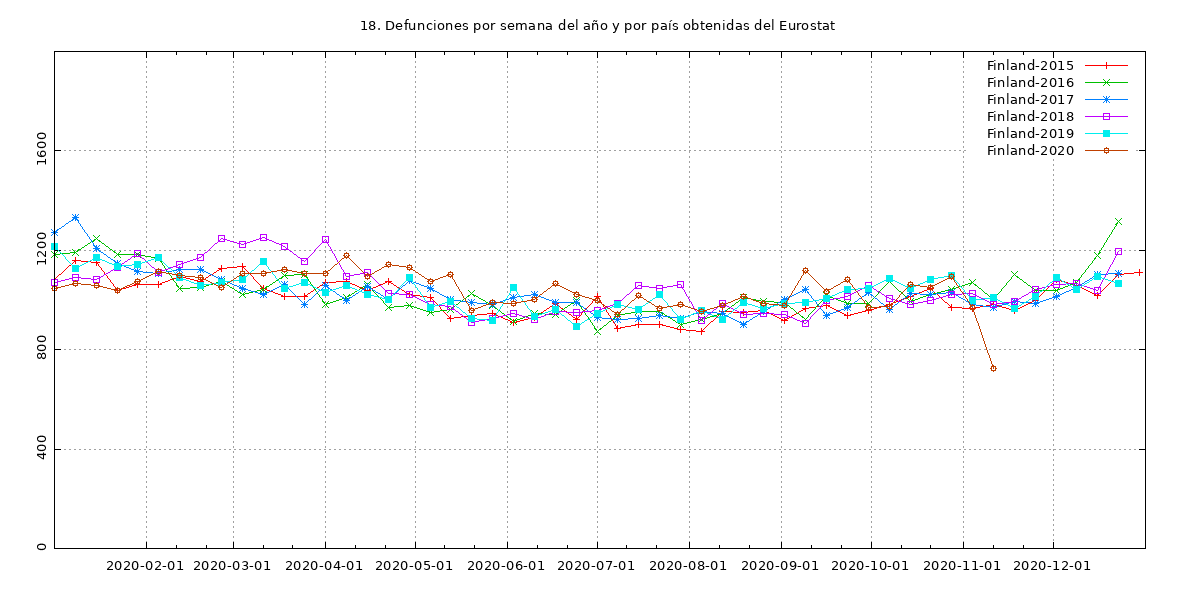 18. Defunciones por semana del año y por país obtenidas del Eurostat
Finland-2015
Finland-2016
Finland-2017
Finland-2018
Finland-2019
Finland-2020
1600
1200
800
400
0
2020-02-01 2020-03-01 2020-04-01 2020-05-01 2020-06-01 2020-07-01 2020-08-01 2020-09-01 2020-10-01 2020-11-01 2020-12-01